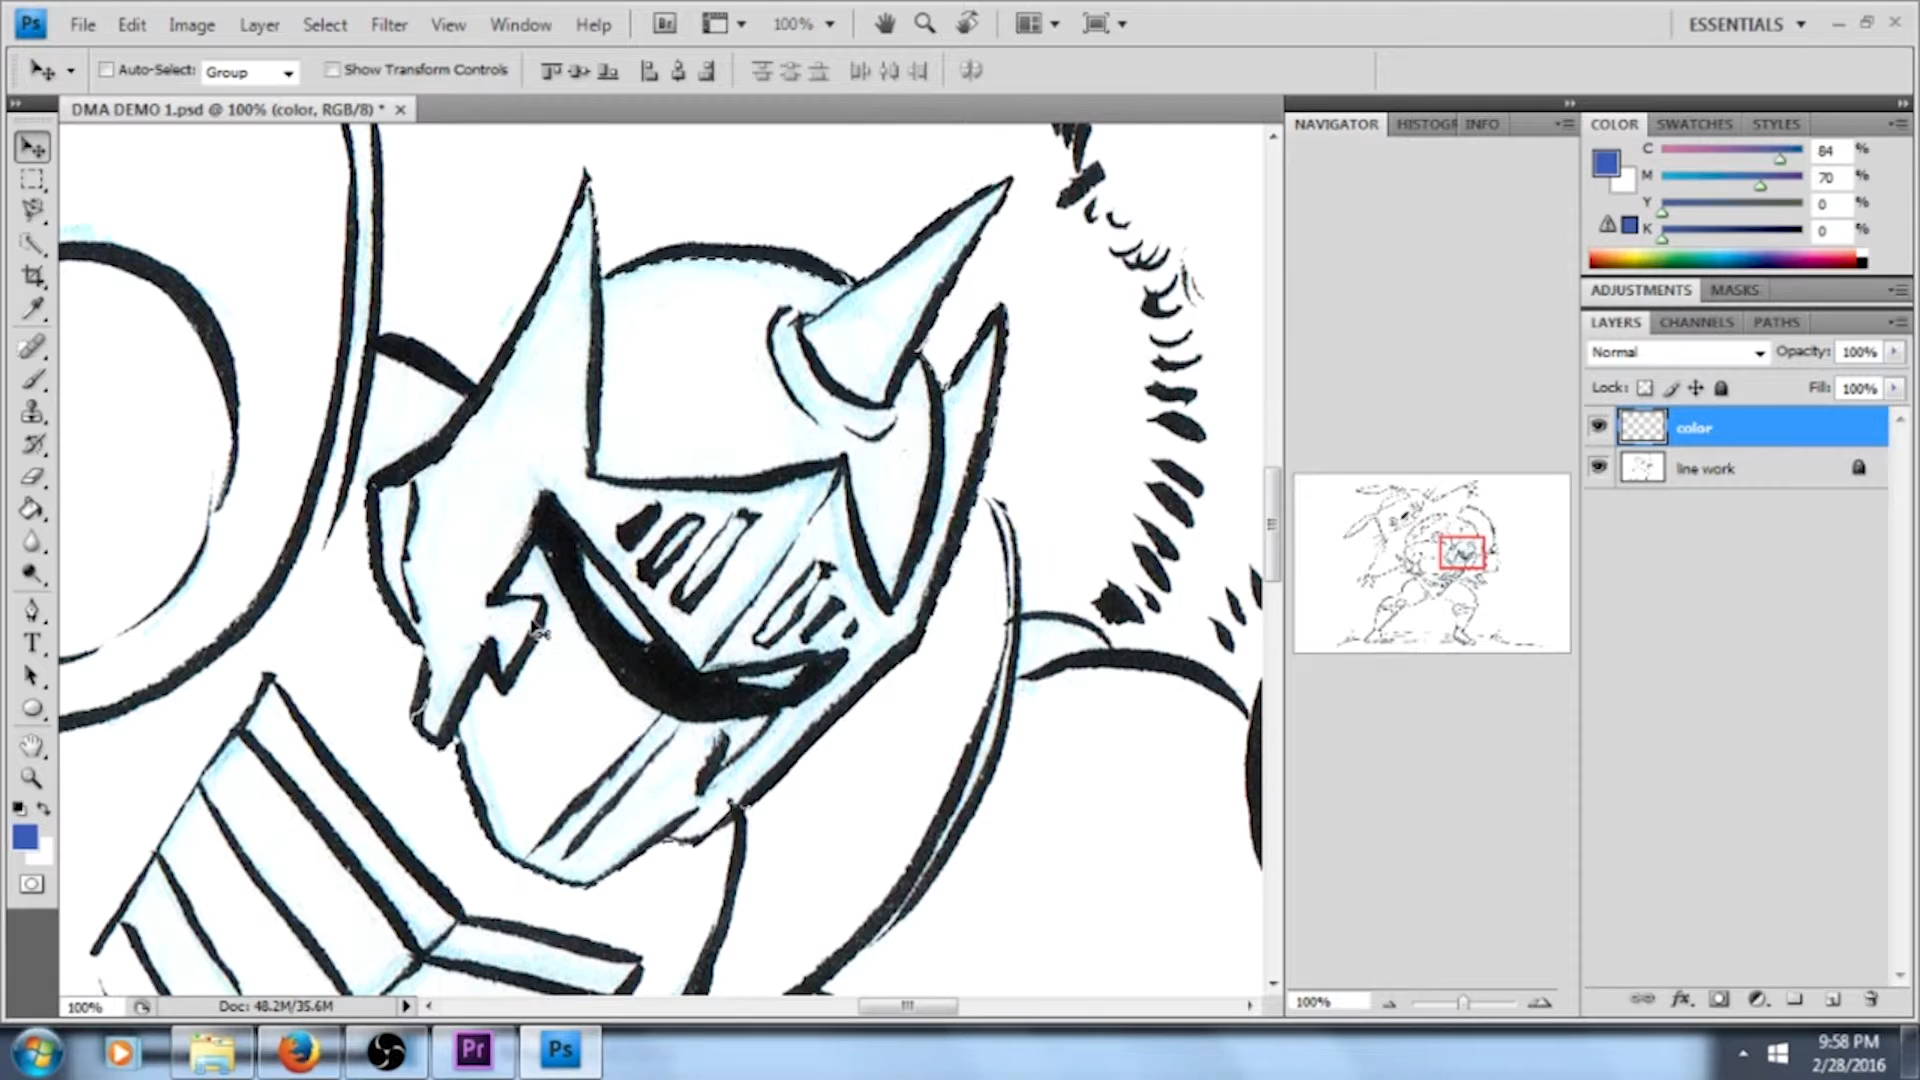 Ps File Edit Image Layer Select Filter View Window Help Br 100% ESSENTIALS
Auto-Select: Group Show Transform Controls
DMA DEMO 1.psd @ 100% (color, RGB/8) *
NAVIGATOR HISTOGR INFO
COLOR SWATCHES STYLES
C 84 %
M 70 %
Y 0 %
K 0 %
ADJUSTMENTS MASKS
LAYERS CHANNELS PATHS
Normal Opacity: 100%
Lock: Fill: 100%
color
line work
T
100% Doc: 48.2M/35.6M
100%
fx
Pr Ps
9:58 PM
2/28/2016